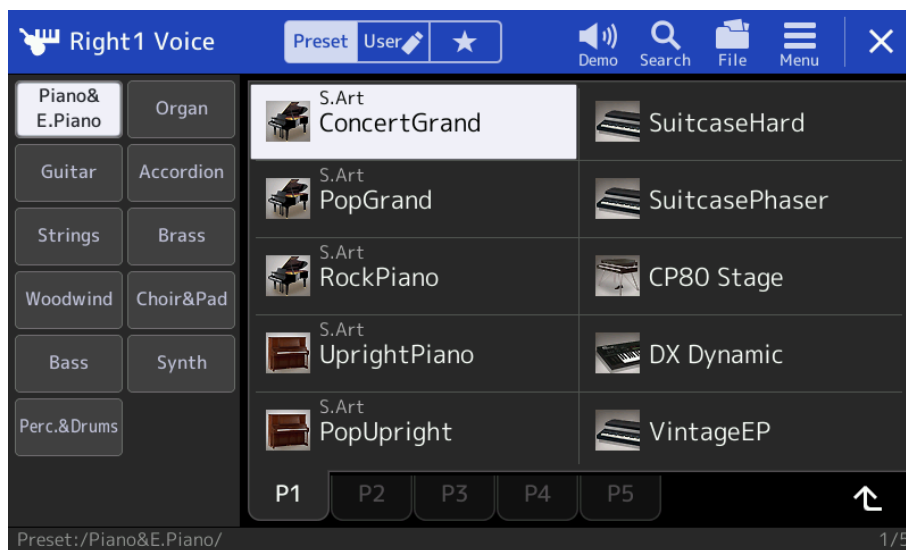 Right1 Voice
Preset User
Demo Search File Menu
Piano&
E.Piano
Organ
Guitar
Accordion
Strings
Brass
Woodwind
Choir&Pad
Bass
Synth
Perc.&Drums
S.Art
ConcertGrand
SuitcaseHard
S.Art
PopGrand
SuitcasePhaser
S.Art
RockPiano
CP80 Stage
S.Art
UprightPiano
DX Dynamic
S.Art
PopUpright
VintageEP
P1 P2 P3 P4 P5
Preset:/Piano&E.Piano/
1/5